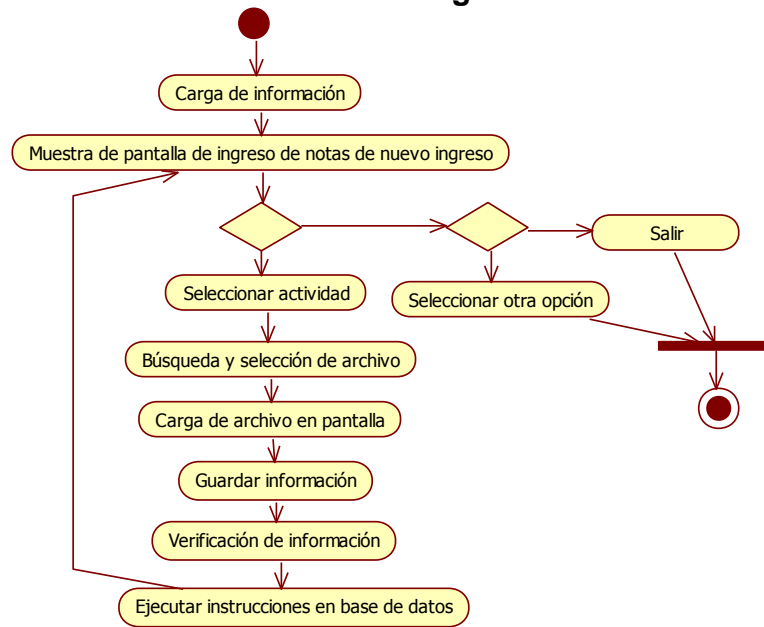 Carga de información
Muestra de pantalla de ingreso de notas de nuevo ingreso
Salir
Seleccionar actividad
Seleccionar otra opción
Búsqueda y selección de archivo
Carga de archivo en pantalla
Guardar información
Verificación de información
Ejecutar instrucciones en base de datos